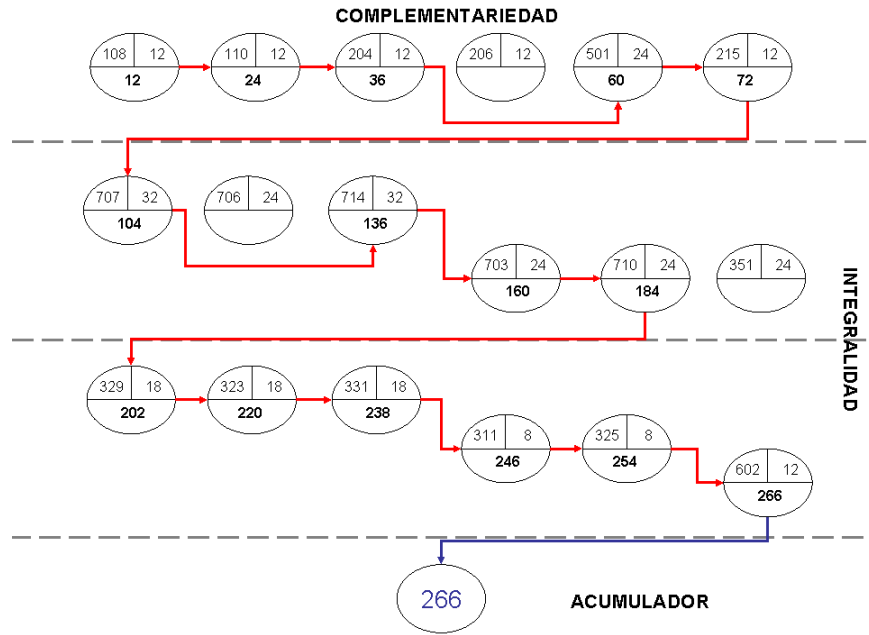 COMPLEMENTARIEDAD
108 12 110 12 204 12 206 12 501 24 215 12
12 24 36 60 72
707 32 706 24 714 32
104 136
703 24 710 24 351 24
160 184
INTEGRALIDAD
329 18 323 18 331 18
202 220 238
311 8 325 8
246 254
602 12
266
266
ACUMULADOR